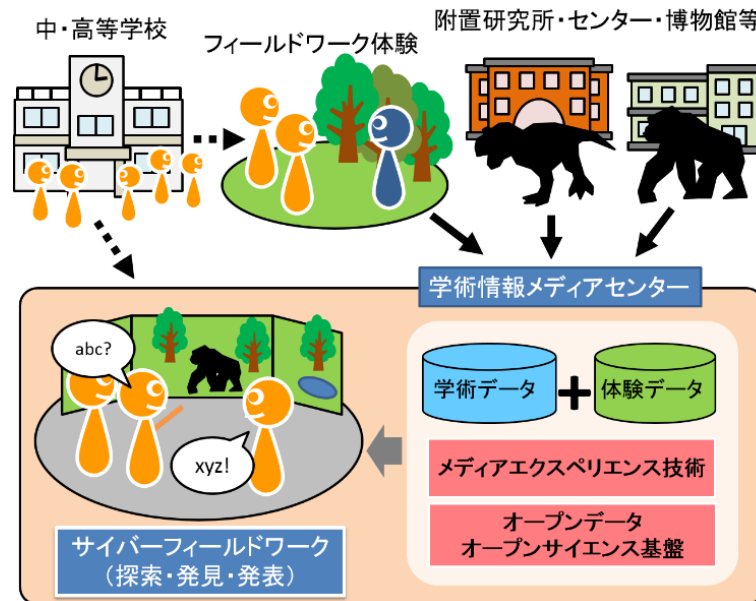 中・高等学校
フィールドワーク体験
附置研究所・センター・博物館等
学術情報メディアセンター
abc?
xyz!
学術データ
+
体験データ
メディアエクスペリエンス技術
オープンデータ
オープンサイエンス基盤
サイバーフィールドワーク
（探索・発見・発表）